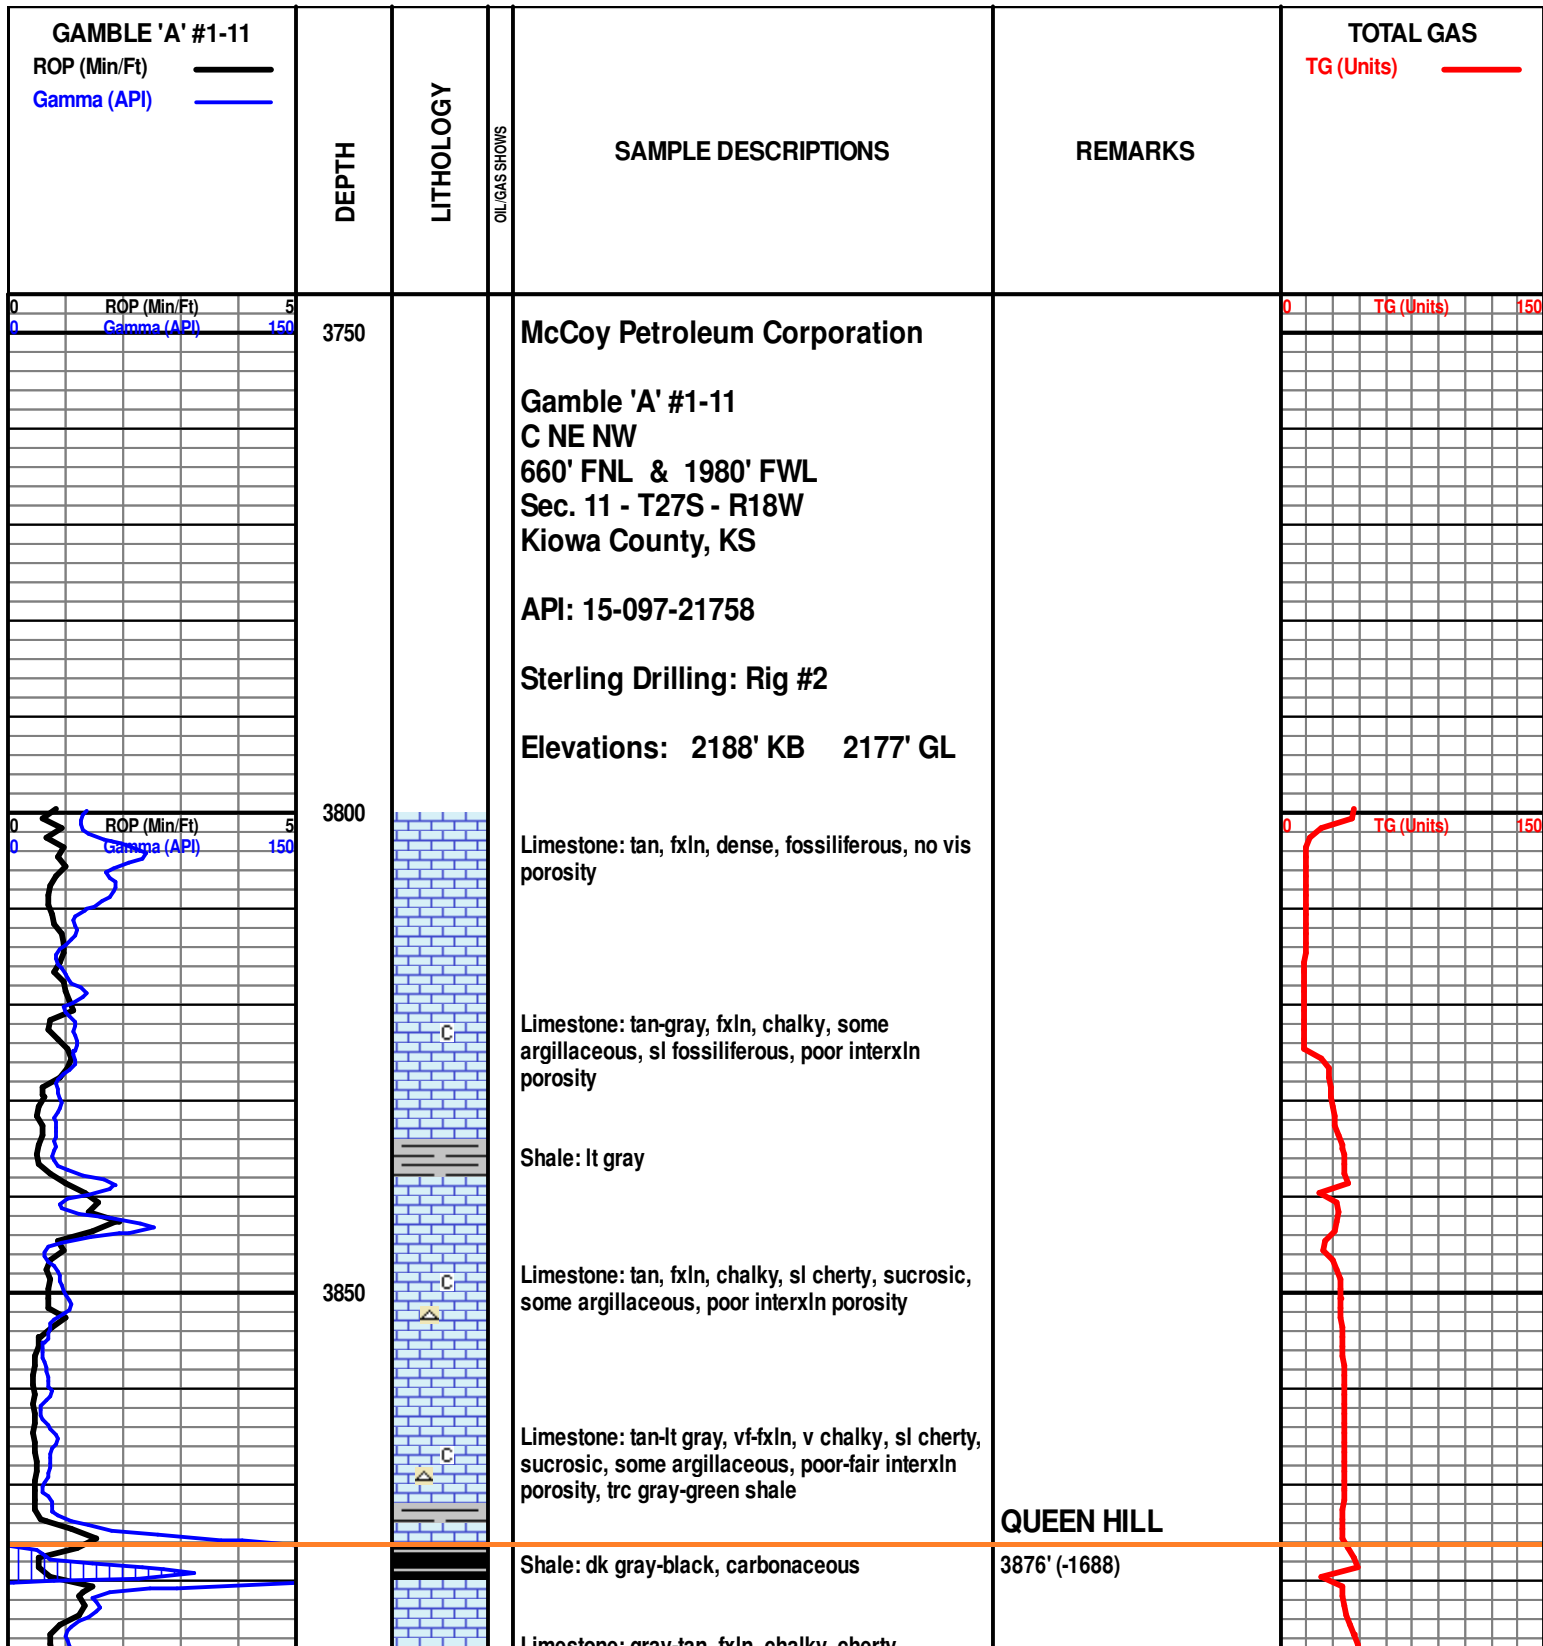 GAMBLE 'A' #1-11
ROP (Min/Ft)
Gamma (API)
DEPTH
LITHOLOGY
OIL/GAS SHOWS
SAMPLE DESCRIPTIONS
REMARKS
TOTAL GAS
TG (Units)
0 ROP (Min/Ft) 5
0 Gamma (API) 150
0 TG (Units) 150
3750
McCoy Petroleum Corporation
Gamble 'A' #1-11
C NE NW
660' FNL & 1980' FWL
Sec. 11 - T27S - R18W
Kiowa County, KS
API: 15-097-21758
Sterling Drilling: Rig #2
Elevations: 2188' KB 2177' GL
3800
0 ROP (Min/Ft) 5
0 Gamma (API) 150
0 TG (Units) 150
Limestone: tan, fxln, dense, fossiliferous, no vis
porosity
Limestone: tan-gray, fxln, chalky, some
argillaceous, sl fossiliferous, poor interxln
porosity
C
Shale: lt gray
3850
Limestone: tan, fxln, chalky, sl cherty, sucrosic,
some argillaceous, poor interxln porosity
C
Limestone: tan-lt gray, vf-fxln, v chalky, sl cherty,
sucrosic, some argillaceous, poor-fair interxln
porosity, trc gray-green shale
C
QUEEN HILL
Shale: dk gray-black, carbonaceous
3876' (-1688)
Limestone: gray-tan, fxln, chalky, cherty